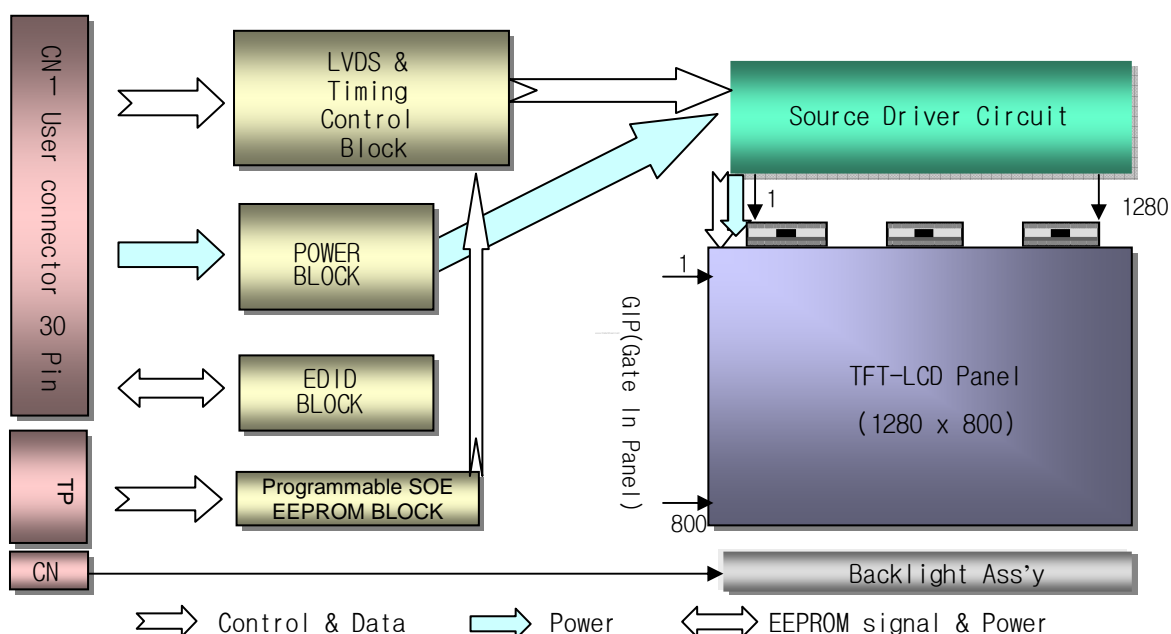 CN-1 User connector 30 Pin
LVDS &
Timing
Control
Block
Source Driver Circuit
1
1280
POWER
BLOCK
1
GIP(Gate In Panel)
EDID
BLOCK
TFT-LCD Panel
(1280 x 800)
TP
Programmable SOE
EEPROM BLOCK
800
CN
Backlight Ass'y
Control & Data
Power
EEPROM signal & Power